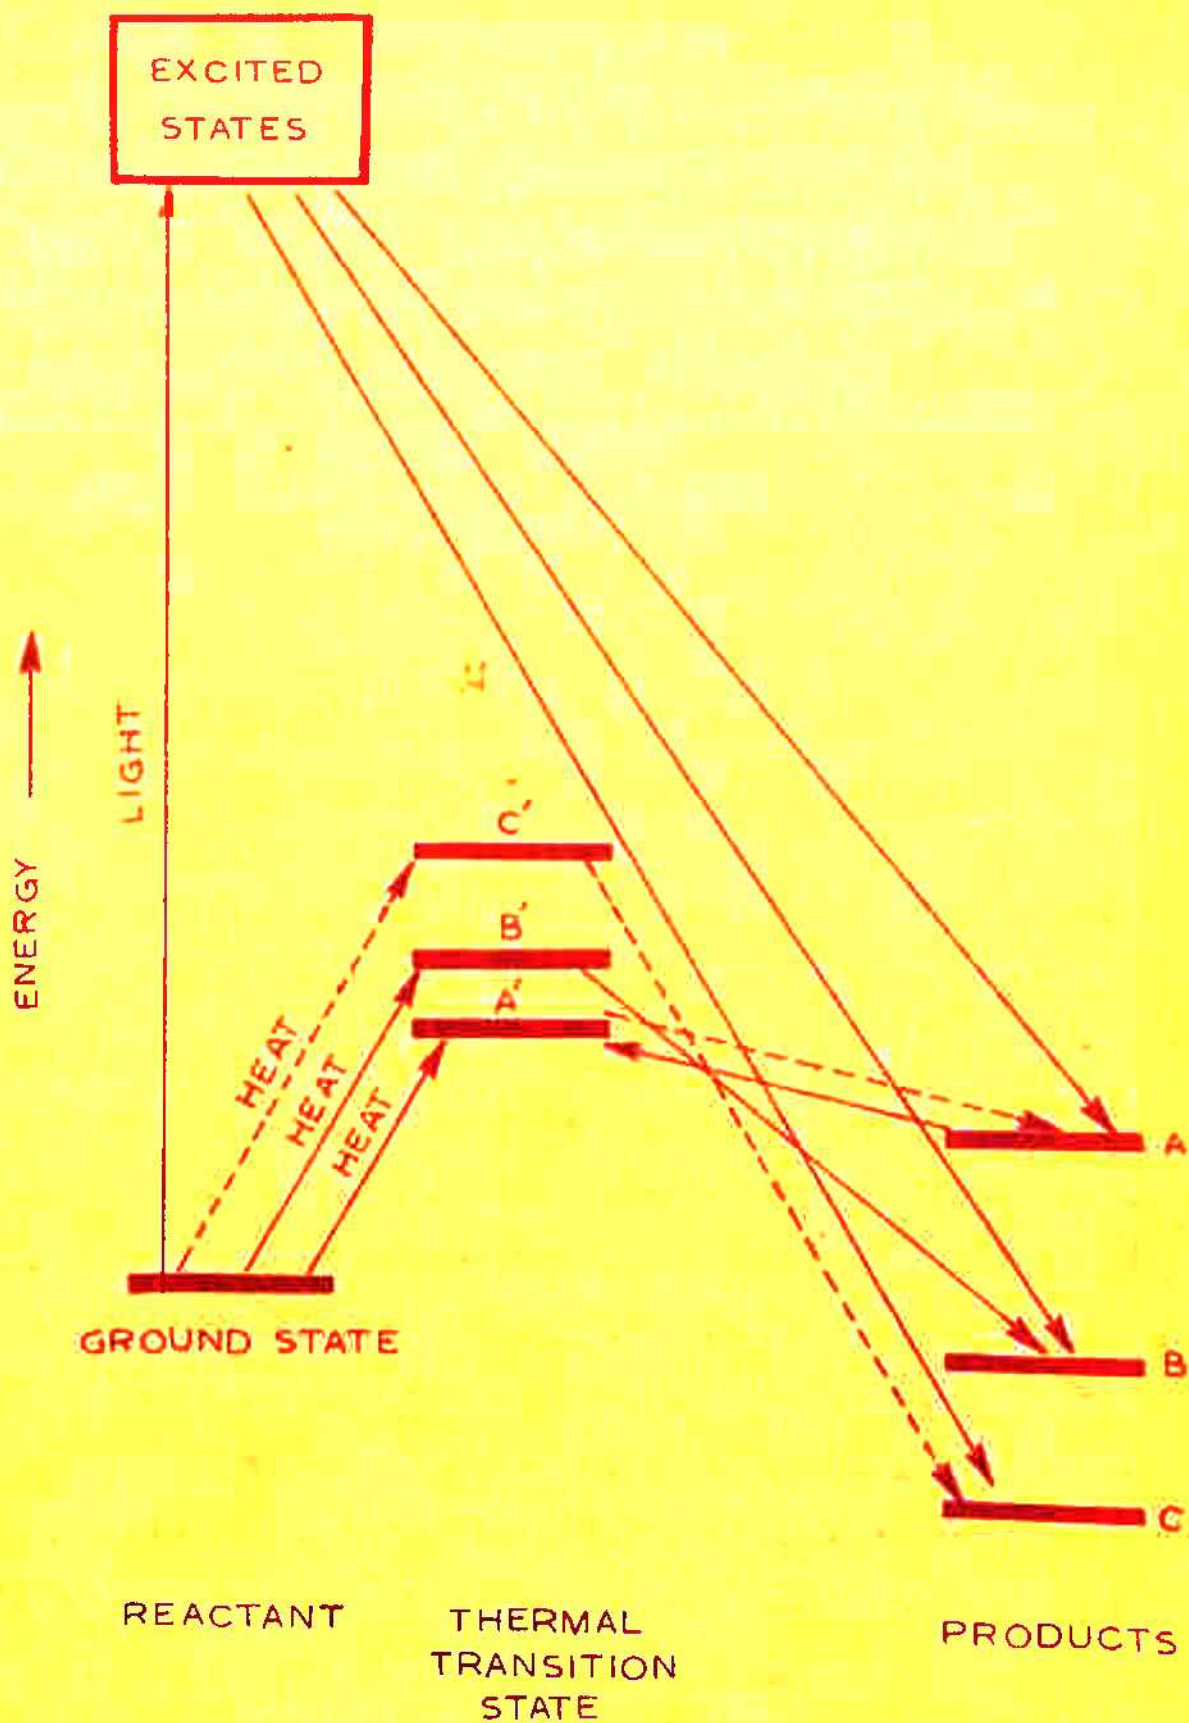 EXCITED
STATES
ENERGY
LIGHT
C'
B'
A'
HEAT
HEAT
HEAT
A
GROUND STATE
B
C
REACTANT
THERMAL
TRANSITION
STATE
PRODUCTS